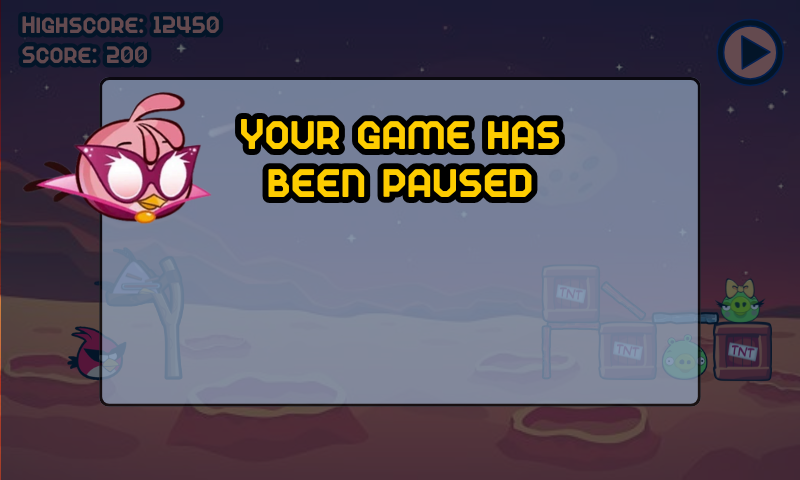 Highscore: 12450
Score: 200
Your game has
been paused
TNT
TNT
TNT